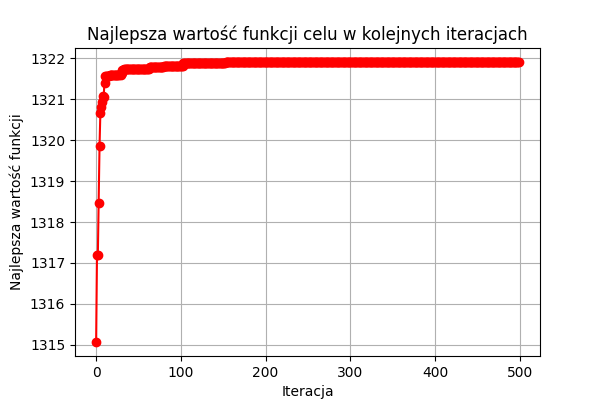 Najlepsza wartość funkcji celu w kolejnych iteracjach
1322
1321
1320
1319
1318
1317
1316
1315
Najlepsza wartość funkcji
0 100 200 300 400 500
Iteracja